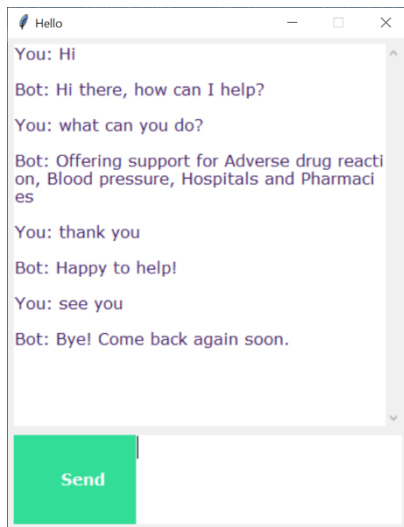 Hello
You: Hi
Bot: Hi there, how can I help?
You: what can you do?
Bot: Offering support for Adverse drug reacti
on, Blood pressure, Hospitals and Pharmaci
es
You: thank you
Bot: Happy to help!
You: see you
Bot: Bye! Come back again soon.
Send